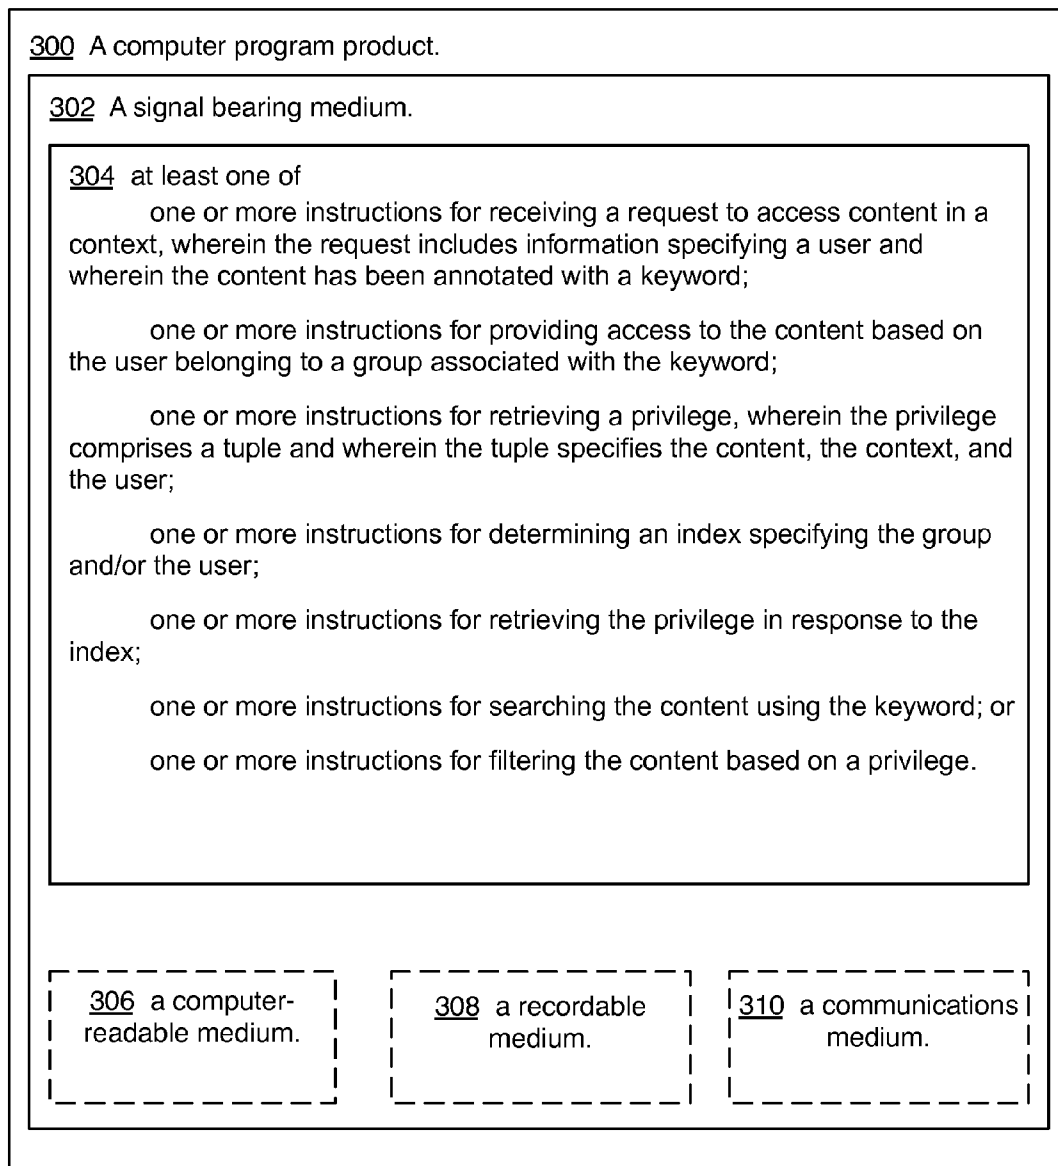 300 A computer program product.
302 A signal bearing medium.
304 at least one of
one or more instructions for receiving a request to access content in a
context, wherein the request includes information specifying a user and
wherein the content has been annotated with a keyword;
one or more instructions for providing access to the content based on
the user belonging to a group associated with the keyword;
one or more instructions for retrieving a privilege, wherein the privilege
comprises a tuple and wherein the tuple specifies the content, the context, and
the user;
one or more instructions for determining an index specifying the group
and/or the user;
one or more instructions for retrieving the privilege in response to the
index;
one or more instructions for searching the content using the keyword; or
one or more instructions for filtering the content based on a privilege.
306 a computer-
readable medium.
308 a recordable
medium.
310 a communications
medium.